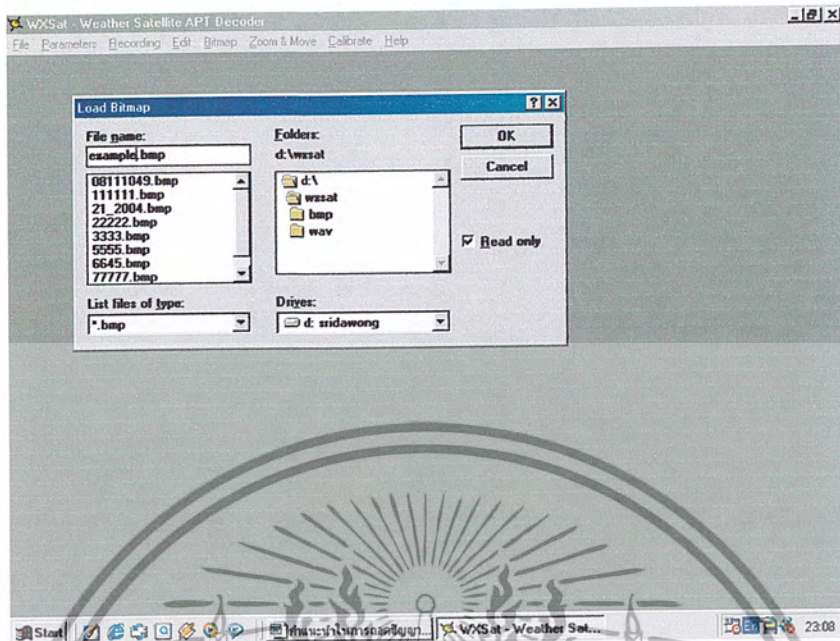 WXSat - Weather Satellite APT Decoder
File Parameters Recording Edit Bitmap Zoom & Move Calibrate Help
Load Bitmap
File name:
example.bmp
08111049.bmp
111111.bmp
21_2004.bmp
22222.bmp
3333.bmp
5555.bmp
6645.bmp
77777.bmp
List files of type:
*.bmp
Folders:
d:\wxsat
d:\
wxsat
bmp
wav
Drives:
d: sridawong
OK
Cancel
Read only
Start
WXSat - Weather Sat...
En
23:08